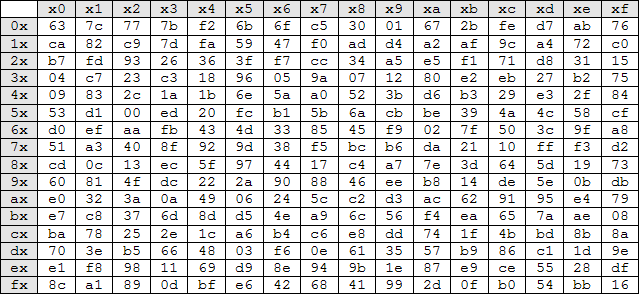 x0 x1 x2 x3 x4 x5 x6 x7 x8 x9 xa xb xc xd xe xf
0x 63 7c 77 7b f2 6b 6f c5 30 01 67 2b fe d7 ab 76
1x ca 82 c9 7d fa 59 47 f0 ad d4 a2 af 9c a4 72 c0
2x b7 fd 93 26 36 3f f7 cc 34 a5 e5 f1 71 d8 31 15
3x 04 c7 23 c3 18 96 05 9a 07 12 80 e2 eb 27 b2 75
4x 09 83 2c 1a 1b 6e 5a a0 52 3b d6 b3 29 e3 2f 84
5x 53 d1 00 ed 20 fc b1 5b 6a cb be 39 4a 4c 58 cf
6x d0 ef aa fb 43 4d 33 85 45 f9 02 7f 50 3c 9f a8
7x 51 a3 40 8f 92 9d 38 f5 bc b6 da 21 10 ff f3 d2
8x cd 0c 13 ec 5f 97 44 17 c4 a7 7e 3d 64 5d 19 73
9x 60 81 4f dc 22 2a 90 88 46 ee b8 14 de 5e 0b db
ax e0 32 3a 0a 49 06 24 5c c2 d3 ac 62 91 95 e4 79
bx e7 c8 37 6d 8d d5 4e a9 6c 56 f4 ea 65 7a ae 08
cx ba 78 25 2e 1c a6 b4 c6 e8 dd 74 1f 4b bd 8b 8a
dx 70 3e b5 66 48 03 f6 0e 61 35 57 b9 86 c1 1d 9e
ex e1 f8 98 11 69 d9 8e 94 9b 1e 87 e9 ce 55 28 df
fx 8c a1 89 0d bf e6 42 68 41 99 2d 0f b0 54 bb 16